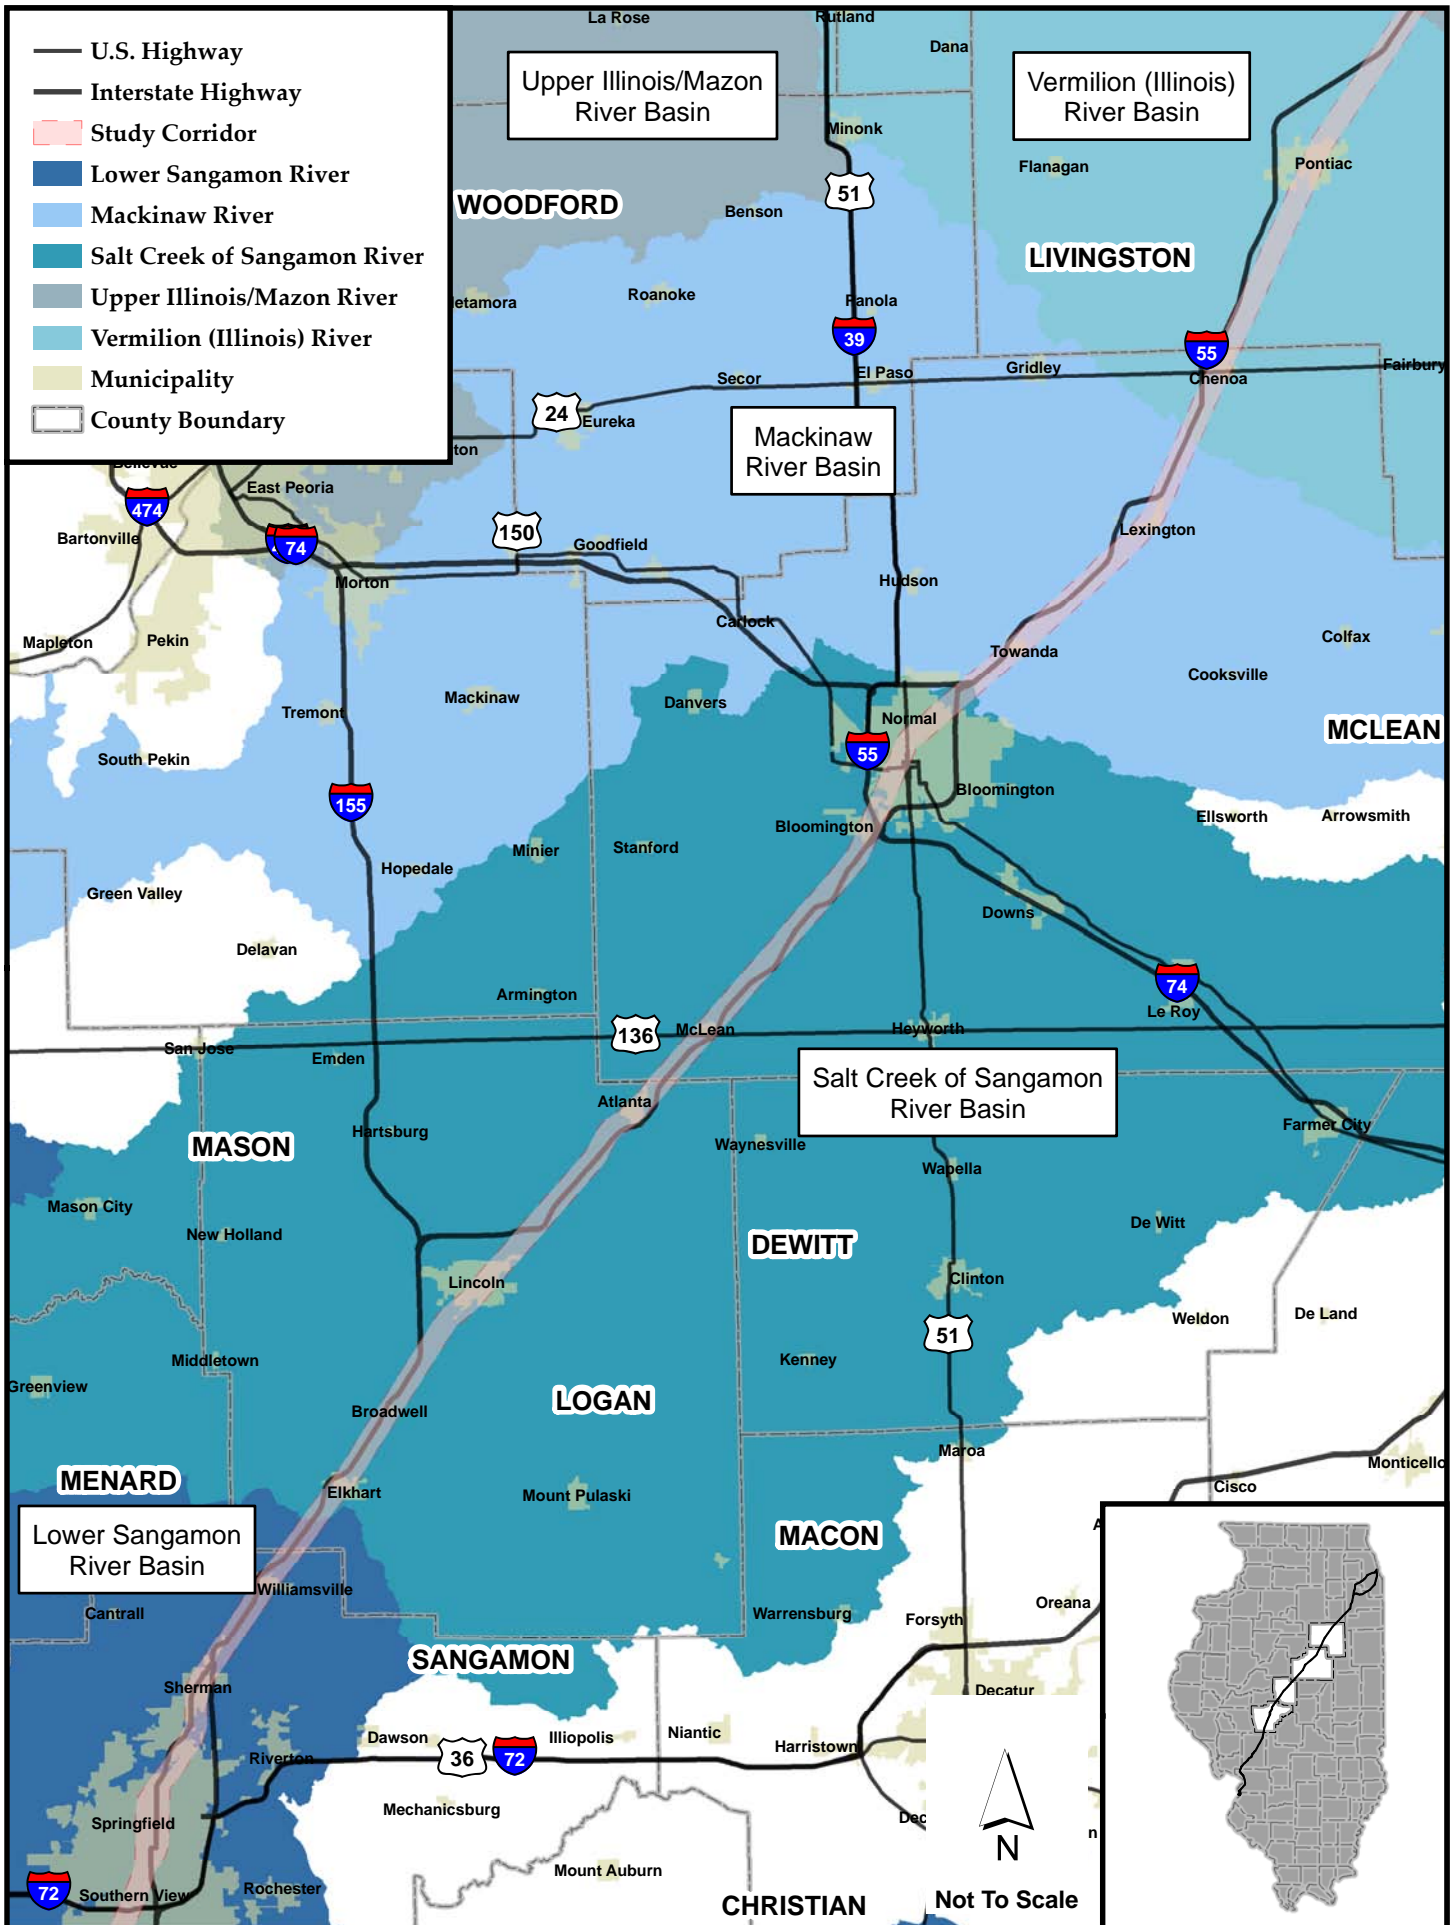 U.S. Highway
Interstate Highway
Study Corridor
Lower Sangamon River
Mackinaw River
Salt Creek of Sangamon River
Upper Illinois/Mazon River
Vermilion (Illinois) River
Municipality
County Boundary
La Rose
Rutland
Dana
Upper Illinois/Mazon
River Basin
Vermilion (Illinois)
River Basin
Minonk
Flanagan
Pontiac
51
WOODFORD
Benson
LIVINGSTON
Roanoke
Panola
39
55
Secor
El Paso
Gridley
Chenoa
Fairbury
24
Eureka
Mackinaw
River Basin
East Peoria
474
Bartonville
74
150
Goodfield
Lexington
Morton
Hudson
Carlock
Mapleton
Pekin
Towanda
Colfax
Cooksville
Mackinaw
Danvers
Tremont
Normal
MCLEAN
South Pekin
55
155
Bloomington
Bloomington
Ellsworth
Arrowsmith
Minier
Stanford
Hopedale
Green Valley
Downs
Delavan
Armington
74
Le Roy
136
McLean
Heyworth
San Jose
Emden
Salt Creek of Sangamon
River Basin
Atlanta
Farmer City
Hartsburg
MASON
Waynesville
Wapella
Mason City
New Holland
De Witt
DEWITT
Lincoln
Clinton
Weldon
De Land
51
Middletown
Kenney
Greenview
LOGAN
Broadwell
Maroa
Monticello
MENARD
Elkhart
Mount Pulaski
Cisco
Lower Sangamon
River Basin
MACON
Williamsville
Cantrall
Warrensburg
Forsyth
Oreana
SANGAMON
Sherman
Decatur
Dawson
36
72
Illiopolis
Niantic
Harristown
Riverton
Mechanicsburg
Springfield
N
Mount Auburn
72
Southern View
Rochester
CHRISTIAN
Not To Scale